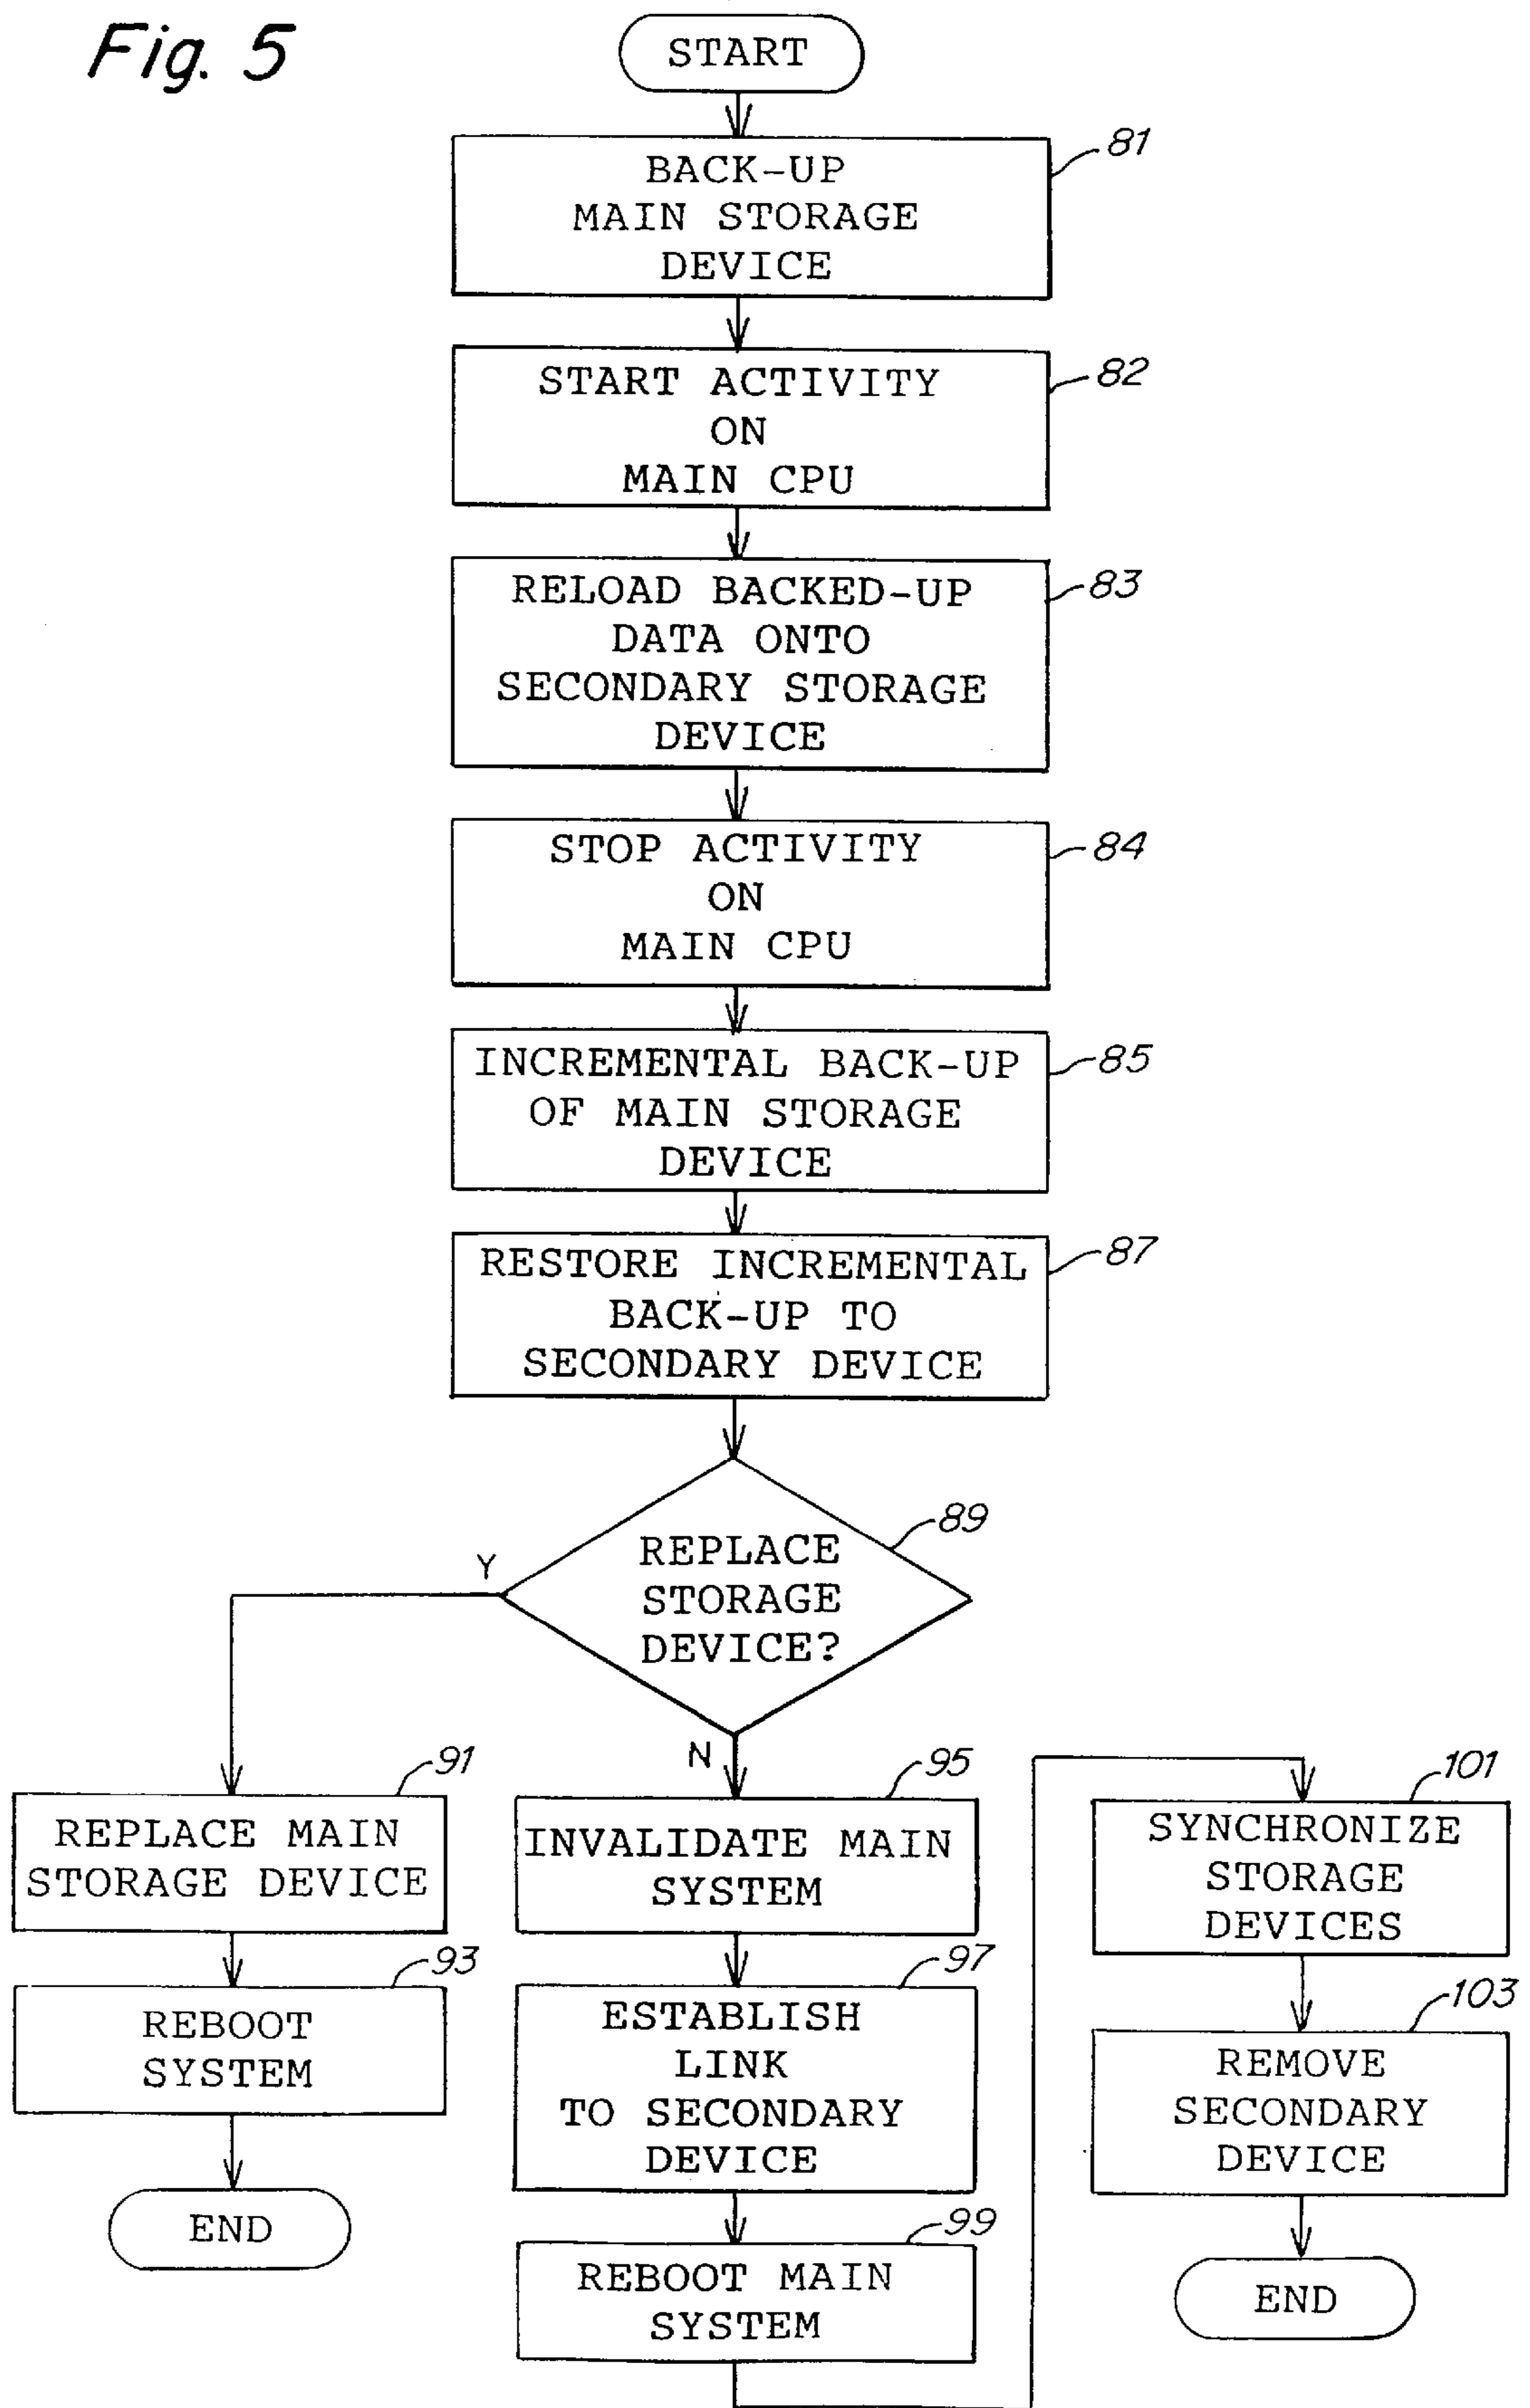 Fig. 5
START
81
BACK-UP
MAIN STORAGE
DEVICE
82
START ACTIVITY
ON
MAIN CPU
83
RELOAD BACKED-UP
DATA ONTO
SECONDARY STORAGE
DEVICE
84
STOP ACTIVITY
ON
MAIN CPU
85
INCREMENTAL BACK-UP
OF MAIN STORAGE
DEVICE
87
RESTORE INCREMENTAL
BACK-UP TO
SECONDARY DEVICE
89
REPLACE
STORAGE
DEVICE?
Y
N
91
REPLACE MAIN
STORAGE DEVICE
93
REBOOT
SYSTEM
END
95
INVALIDATE MAIN
SYSTEM
97
ESTABLISH
LINK
TO SECONDARY
DEVICE
99
REBOOT MAIN
SYSTEM
101
SYNCHRONIZE
STORAGE
DEVICES
103
REMOVE
SECONDARY
DEVICE
END